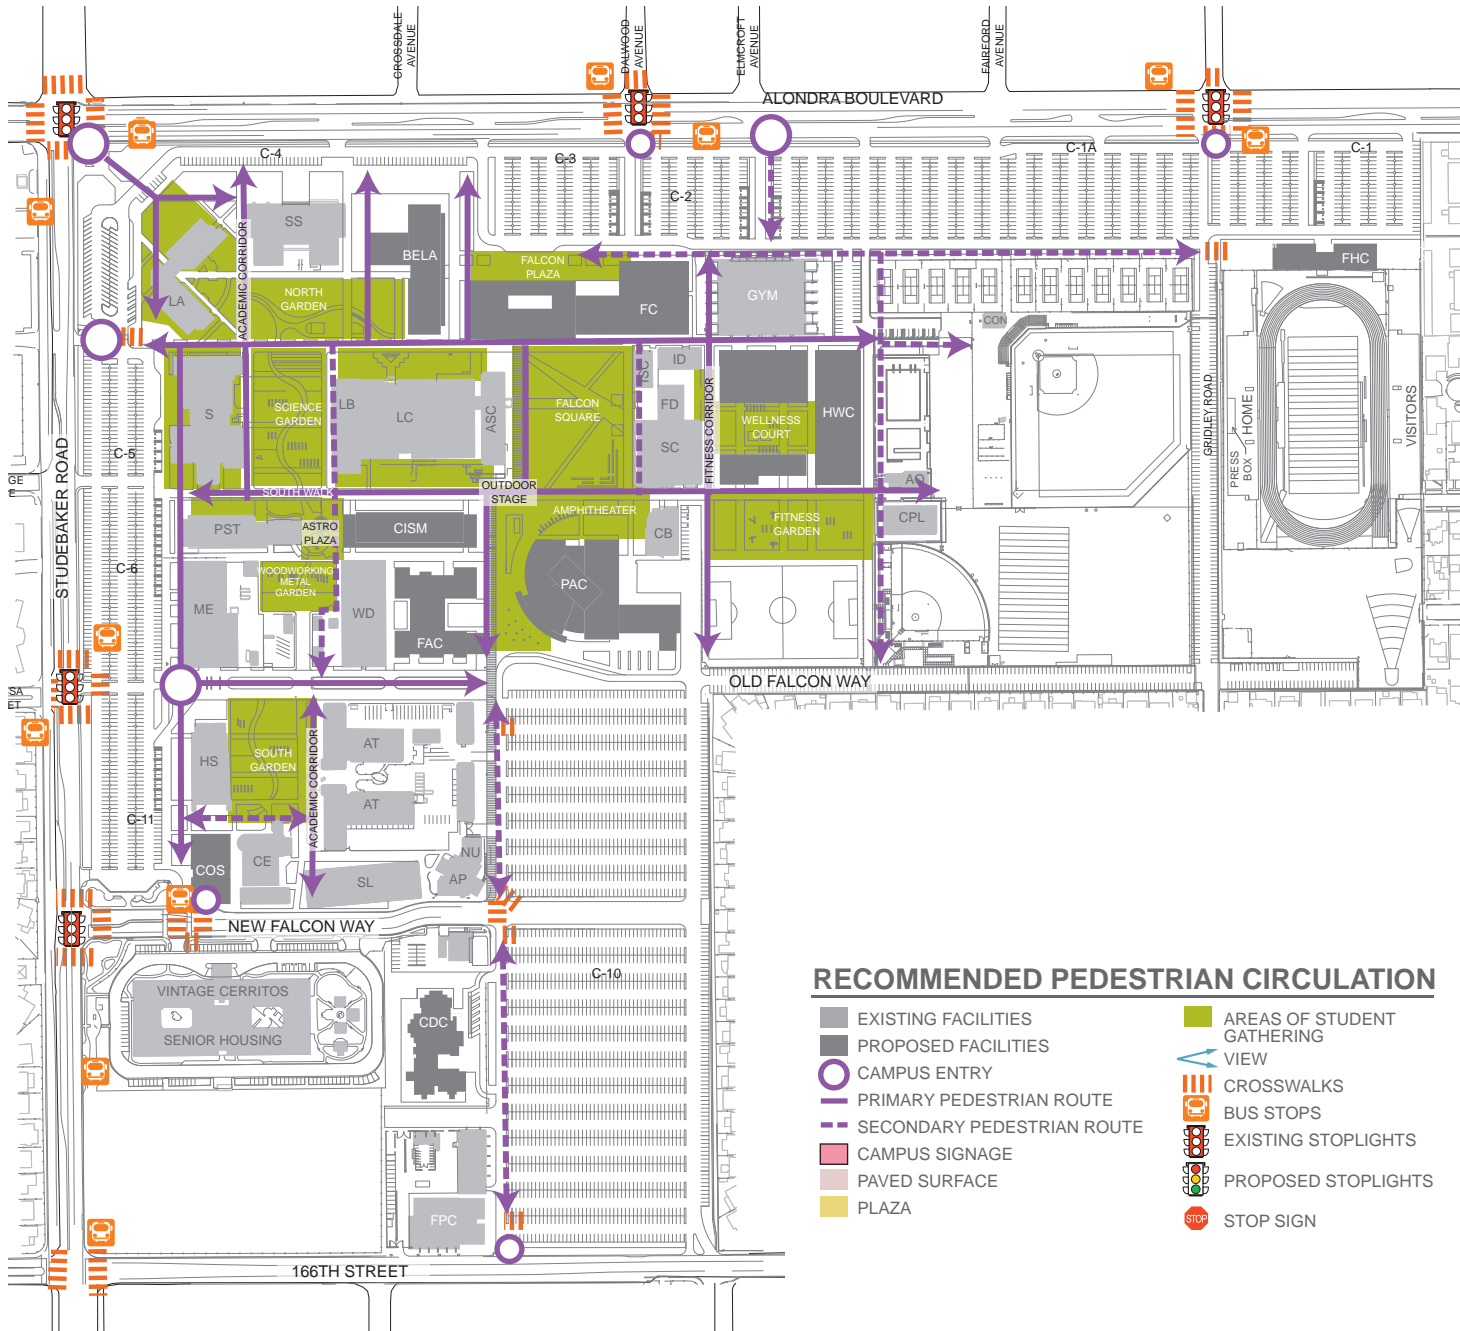 CROSSDALE
AVENUE
DALWOOD
AVENUE
ELMCROFT
AVENUE
FAIRFORD
AVENUE
ALONDRA BOULEVARD
C-4
C-3
C-2
C-1A
C-1
SS
BELA
FALCON
PLAZA
FC
GYM
FHC
LA
ACADEMIC CORRIDOR
NORTH
GARDEN
CON
ISC
ID
FD
SC
S
SCIENCE
GARDEN
LB
LC
ASC
FALCON
SQUARE
FITNESS CORRIDOR
WELLNESS
COURT
HWC
GRIDLEY ROAD
PRESS
BOX
HOME
VISITORS
C-5
STUDEBAKER ROAD
GE
E
SOUTH WALK
OUTDOOR
STAGE
AMPHITHEATER
AQ
CPL
PST
ASTRO
PLAZA
CISM
CB
FITNESS
GARDEN
C-6
WOODWORKING
METAL
GARDEN
ME
WD
FAC
PAC
SA
ET
OLD FALCON WAY
HS
SOUTH
GARDEN
ACADEMIC CORRIDOR
AT
AT
C-11
COS
CE
SL
NU
AP
NEW FALCON WAY
C-10
VINTAGE CERRITOS
SENIOR HOUSING
CDC
FPC
166TH STREET
RECOMMENDED PEDESTRIAN CIRCULATION
EXISTING FACILITIES
PROPOSED FACILITIES
CAMPUS ENTRY
PRIMARY PEDESTRIAN ROUTE
SECONDARY PEDESTRIAN ROUTE
CAMPUS SIGNAGE
PAVED SURFACE
PLAZA
AREAS OF STUDENT
GATHERING
VIEW
CROSSWALKS
BUS STOPS
EXISTING STOPLIGHTS
PROPOSED STOPLIGHTS
STOP
STOP SIGN